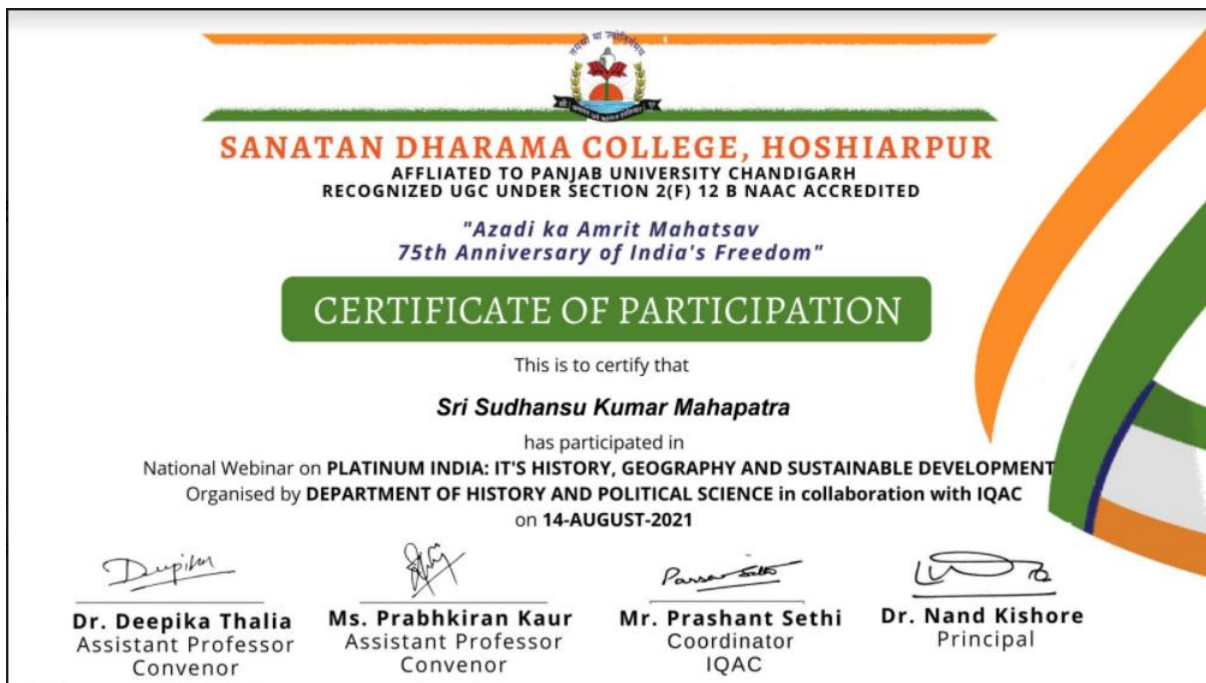 तमसो मा ज्योतिर्गमय
SANATAN DHARAMA COLLEGE, HOSHIARPUR
AFFLIATED TO PANJAB UNIVERSITY CHANDIGARH
RECOGNIZED UGC UNDER SECTION 2(F) 12 B NAAC ACCREDITED
"Azadi ka Amrit Mahatsav
75th Anniversary of India's Freedom"
CERTIFICATE OF PARTICIPATION
This is to certify that
Sri Sudhansu Kumar Mahapatra
has participated in
National Webinar on PLATINUM INDIA: IT'S HISTORY, GEOGRAPHY AND SUSTAINABLE DEVELOPMENT
Organised by DEPARTMENT OF HISTORY AND POLITICAL SCIENCE in collaboration with IQAC
on 14-AUGUST-2021
Deepika
Dr. Deepika Thalia
Assistant Professor
Convenor
Ms. Prabhkiran Kaur
Assistant Professor
Convenor
Mr. Prashant Sethi
Coordinator
IQAC
Dr. Nand Kishore
Principal